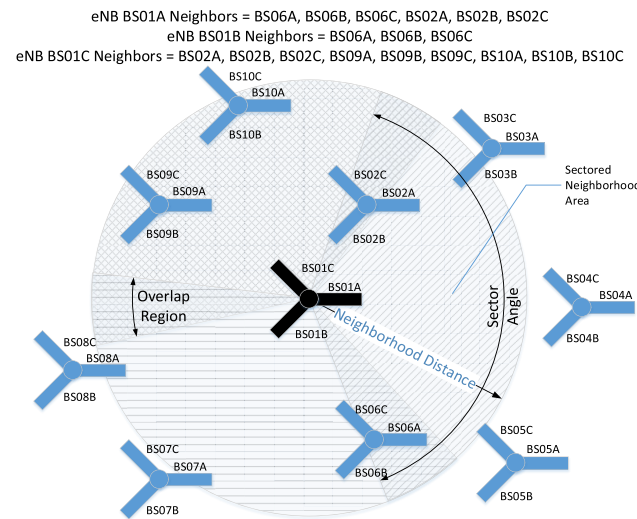 eNB BS01A Neighbors = BS06A, BS06B, BS06C, BS02A, BS02B, BS02C
eNB BS01B Neighbors = BS06A, BS06B, BS06C
eNB BS01C Neighbors = BS02A, BS02B, BS02C, BS09A, BS09B, BS09C, BS10A, BS10B, BS10C
BS10C
BS10A
BS10B
BS03C
BS03A
BS03B
BS09C
BS09A
BS09B
BS02C
BS02A
BS02B
Sectored
Neighborhood
Area
BS01C
BS01A
BS01B
Overlap
Region
Neighborhood Distance
Sector
Angle
BS04C
BS04A
BS04B
BS08C
BS08A
BS08B
BS06C
BS06A
BS06B
BS05C
BS05A
BS05B
BS07C
BS07A
BS07B